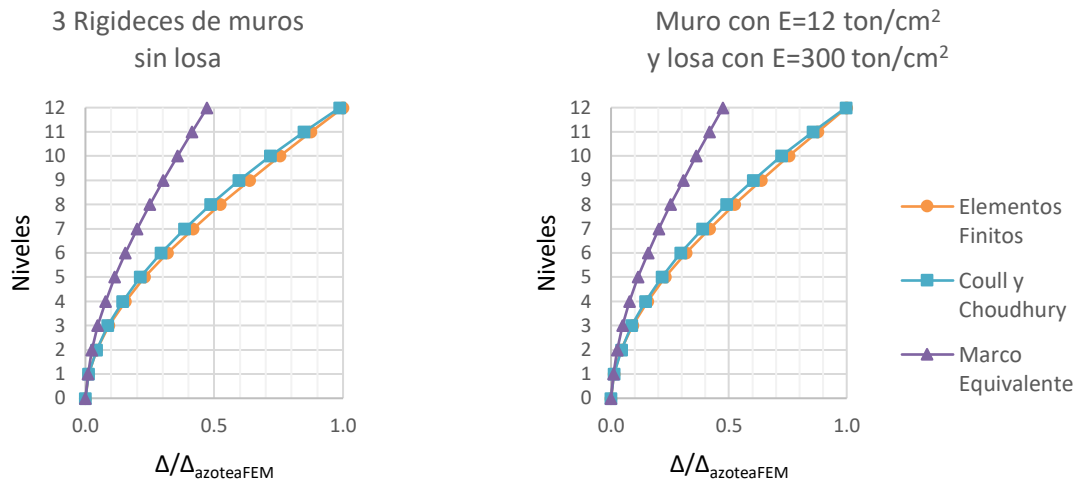 3 Rigideces de muros
sin losa
12
11
10
9
8
7
6
5
4
3
2
1
0
Niveles
0.0 0.5 1.0
Δ/ΔazoteaFEM
Muro con E=12 ton/cm²
y losa con E=300 ton/cm²
12
11
10
9
8
7
6
5
4
3
2
1
0
Niveles
0.0 0.5 1.0
Δ/ΔazoteaFEM
Elementos
Finitos
Coull y
Choudhury
Marco
Equivalente